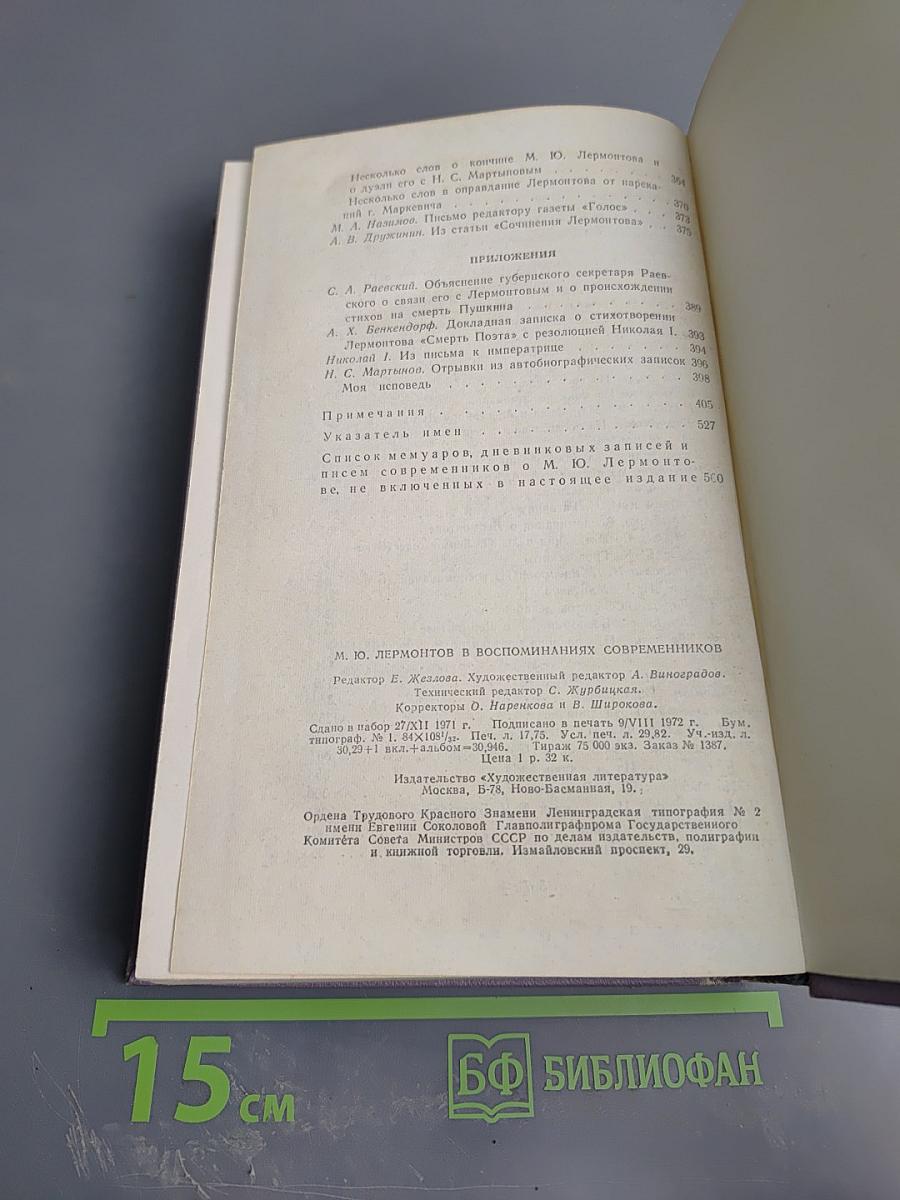 Несколько слов о кончине М. Ю. Лермонтова и
о дуэли его с Н. С. Мартыновым . . . . . . . . 364
Несколько слов в оправдание Лермонтова от нарека-
ний г. Маркевича . . . . . . . . . . . . 370
М. А. Назимов. Письмо редактору газеты «Голос» . . . 373
А. В. Дружинин. Из статьи «Сочинения Лермонтова» . . 375
ПРИЛОЖЕНИЯ
С. А. Раевский. Объяснение губернского секретаря Раев-
ского о связи его с Лермонтовым и о происхождении
стихов на смерть Пушкина . . . . . . . . . 389
А. Х. Бенкендорф. Докладная записка о стихотворении
Лермонтова «Смерть Поэта» с резолюцией Николая I. 393
Николай I. Из письма к императрице . . . . . . . 394
Н. С. Мартынов. Отрывки из автобиографических записок 396
Моя исповедь . . . . . . . . . . . . . 398
Примечания . . . . . . . . . . . . . . 405
Указатель имен . . . . . . . . . . . . 527
Список мемуаров, дневниковых записей и
писем современников о М. Ю. Лермонто-
ве, не включенных в настоящее издание 560
М. Ю. ЛЕРМОНТОВ В ВОСПОМИНАНИЯХ СОВРЕМЕННИКОВ
Редактор Е. Жезлова. Художественный редактор А. Виноградов.
Технический редактор С. Журбицкая.
Корректоры О. Наренкова и В. Широкова.
Сдано в набор 27/XII 1971 г. Подписано в печать 9/VIII 1972 г. Бум.
типограф. № 1. 84X108¹/₃₂. Печ. л. 17,75. Усл. печ. л. 29,82. Уч.-изд. л.
30,29+1 вкл.+альбом=30,946. Тираж 75 000 экз. Заказ № 1387.
Цена 1 р. 32 к.
Издательство «Художественная литература»
Москва, Б-78, Ново-Басманная, 19.
Ордена Трудового Красного Знамени Ленинградская типография № 2
имени Евгении Соколовой Главполиграфпрома Государственного
Комитета Совета Министров СССР по делам издательств, полиграфии
и книжной торговли. Измайловский проспект, 29.
15 см
БФ БИБЛИОФАН